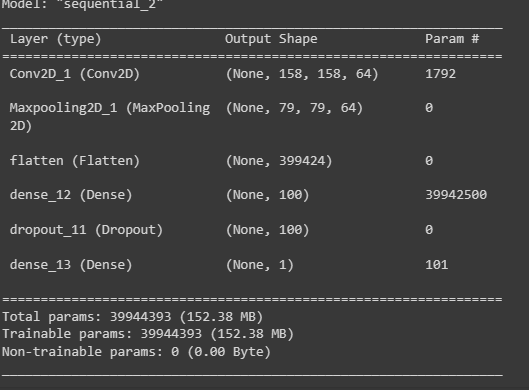 Model: "sequential_2"
Layer (type) Output Shape Param #
Conv2D_1 (Conv2D) (None, 158, 158, 64) 1792
Maxpooling2D_1 (MaxPooling (None, 79, 79, 64) 0
2D)
flatten (Flatten) (None, 399424) 0
dense_12 (Dense) (None, 100) 39942500
dropout_11 (Dropout) (None, 100) 0
dense_13 (Dense) (None, 1) 101
Total params: 39944393 (152.38 MB)
Trainable params: 39944393 (152.38 MB)
Non-trainable params: 0 (0.00 Byte)